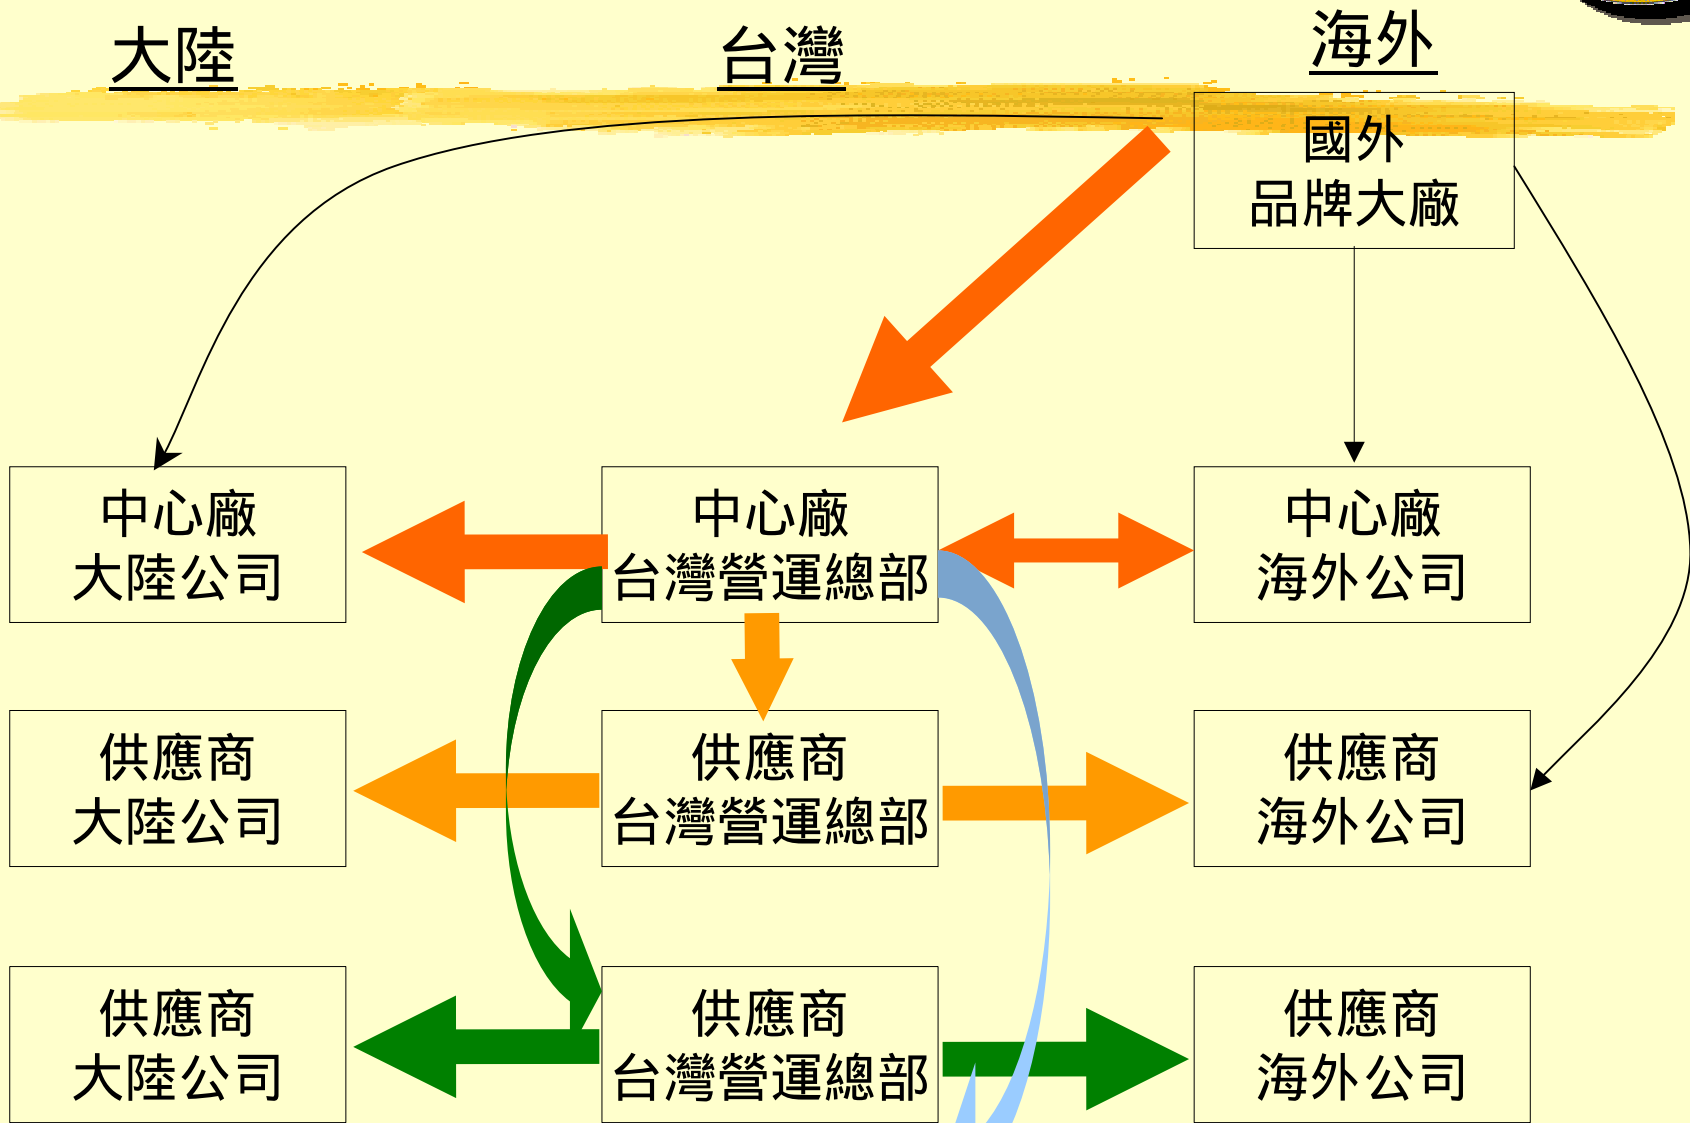 大陸
台灣
海外
國外
品牌大廠
中心廠
大陸公司
中心廠
台灣營運總部
中心廠
海外公司
供應商
大陸公司
供應商
台灣營運總部
供應商
海外公司
供應商
大陸公司
供應商
台灣營運總部
供應商
海外公司